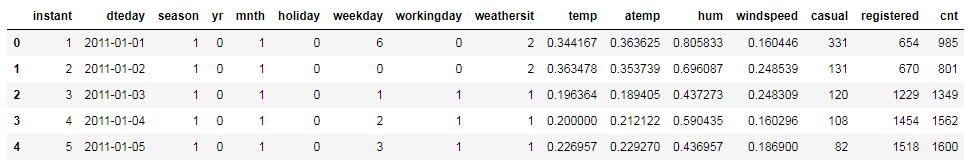 instant dteday season yr mnth holiday weekday workingday weathersit temp atemp hum windspeed casual registered cnt
0 1 2011-01-01 1 0 1 0 6 0 2 0.344167 0.363625 0.805833 0.160446 331 654 985
1 2 2011-01-02 1 0 1 0 0 0 2 0.363478 0.353739 0.696087 0.248539 131 670 801
2 3 2011-01-03 1 0 1 0 1 1 1 0.196364 0.189405 0.437273 0.248309 120 1229 1349
3 4 2011-01-04 1 0 1 0 2 1 1 0.200000 0.212122 0.590435 0.160296 108 1454 1562
4 5 2011-01-05 1 0 1 0 3 1 1 0.226957 0.229270 0.436957 0.186900 82 1518 1600